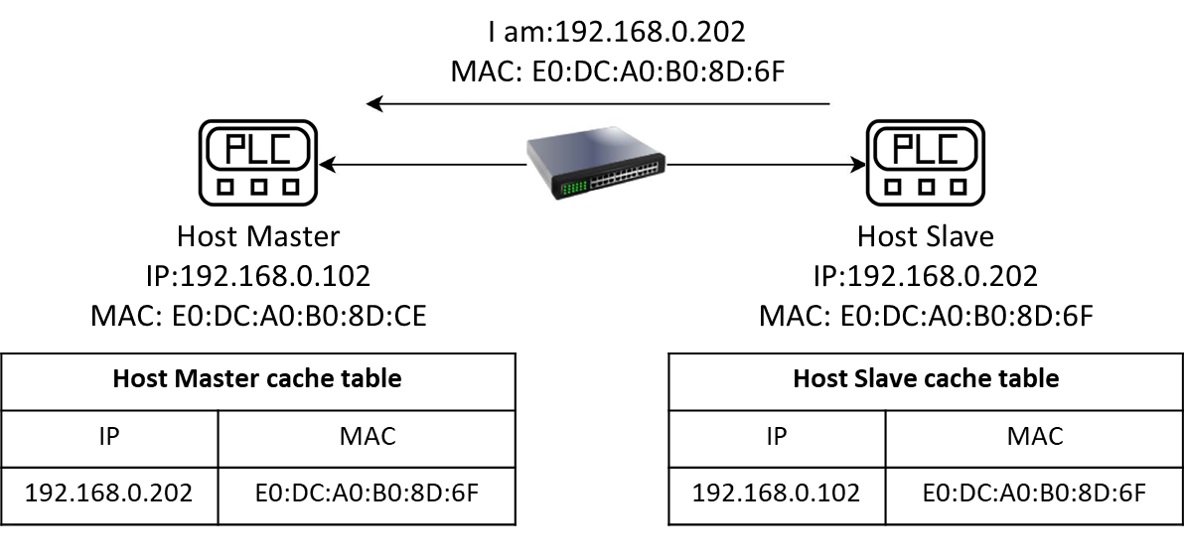 I am:192.168.0.202
MAC: E0:DC:A0:B0:8D:6F
PLC
PLC
Host Master
IP:192.168.0.102
MAC: E0:DC:A0:B0:8D:CE
Host Slave
IP:192.168.0.202
MAC: E0:DC:A0:B0:8D:6F
Host Master cache table
IP MAC
192.168.0.202 E0:DC:A0:B0:8D:6F
Host Slave cache table
IP MAC
192.168.0.102 E0:DC:A0:B0:8D:6F